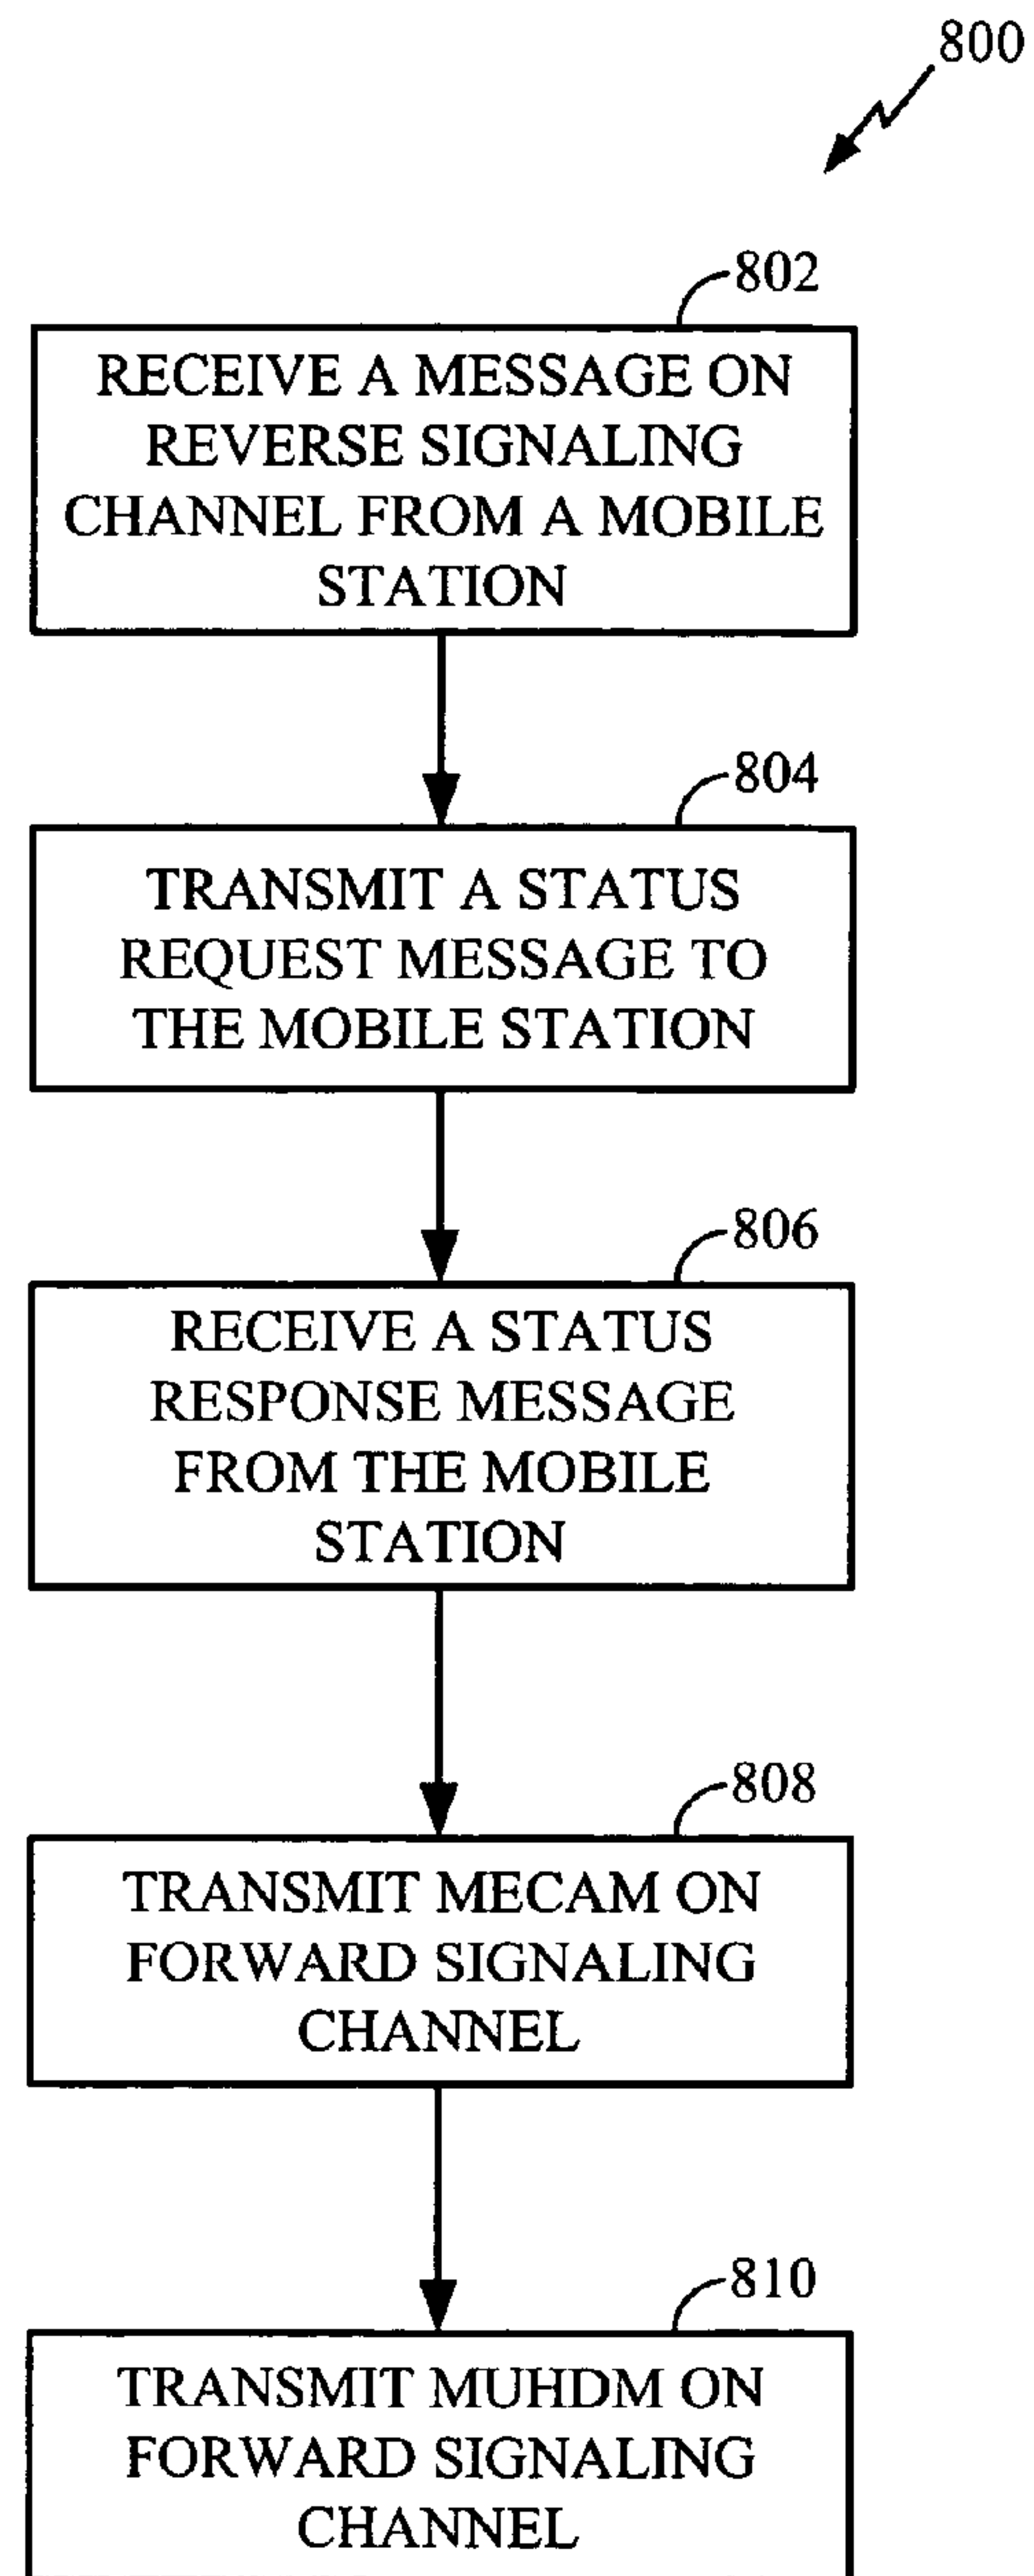 800
802
RECEIVE A MESSAGE ON
REVERSE SIGNALING
CHANNEL FROM A MOBILE
STATION
804
TRANSMIT A STATUS
REQUEST MESSAGE TO
THE MOBILE STATION
806
RECEIVE A STATUS
RESPONSE MESSAGE
FROM THE MOBILE
STATION
808
TRANSMIT MECAM ON
FORWARD SIGNALING
CHANNEL
810
TRANSMIT MUHDM ON
FORWARD SIGNALING
CHANNEL